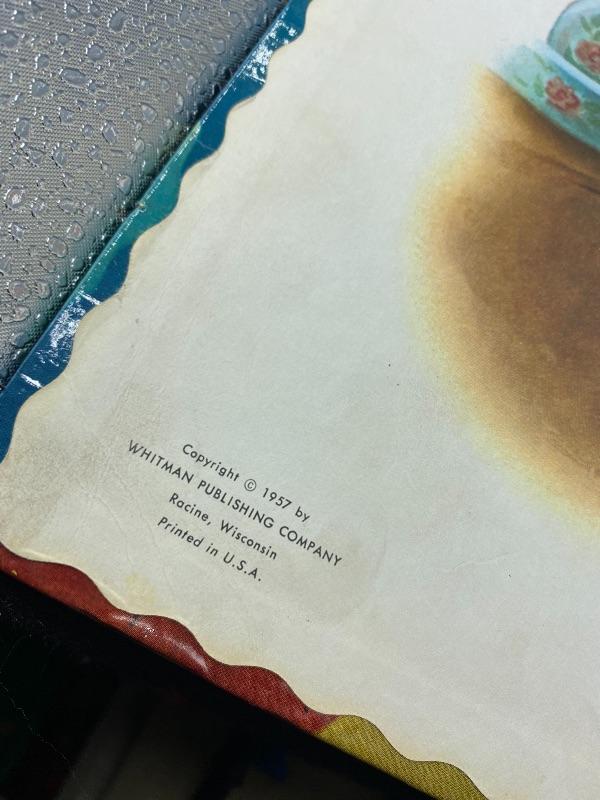 Copyright © 1957 by
WHITMAN PUBLISHING COMPANY
Racine, Wisconsin
Printed in U.S.A.